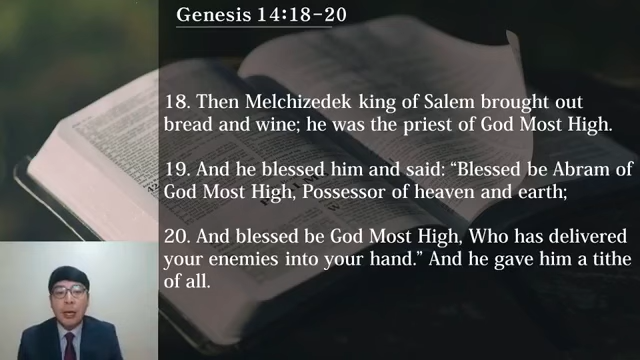 Genesis 14:18-20
18. Then Melchizedek king of Salem brought out
bread and wine; he was the priest of God Most High.
19. And he blessed him and said: “Blessed be Abram of
God Most High, Possessor of heaven and earth;
20. And blessed be God Most High, Who has delivered
your enemies into your hand.” And he gave him a tithe
of all.